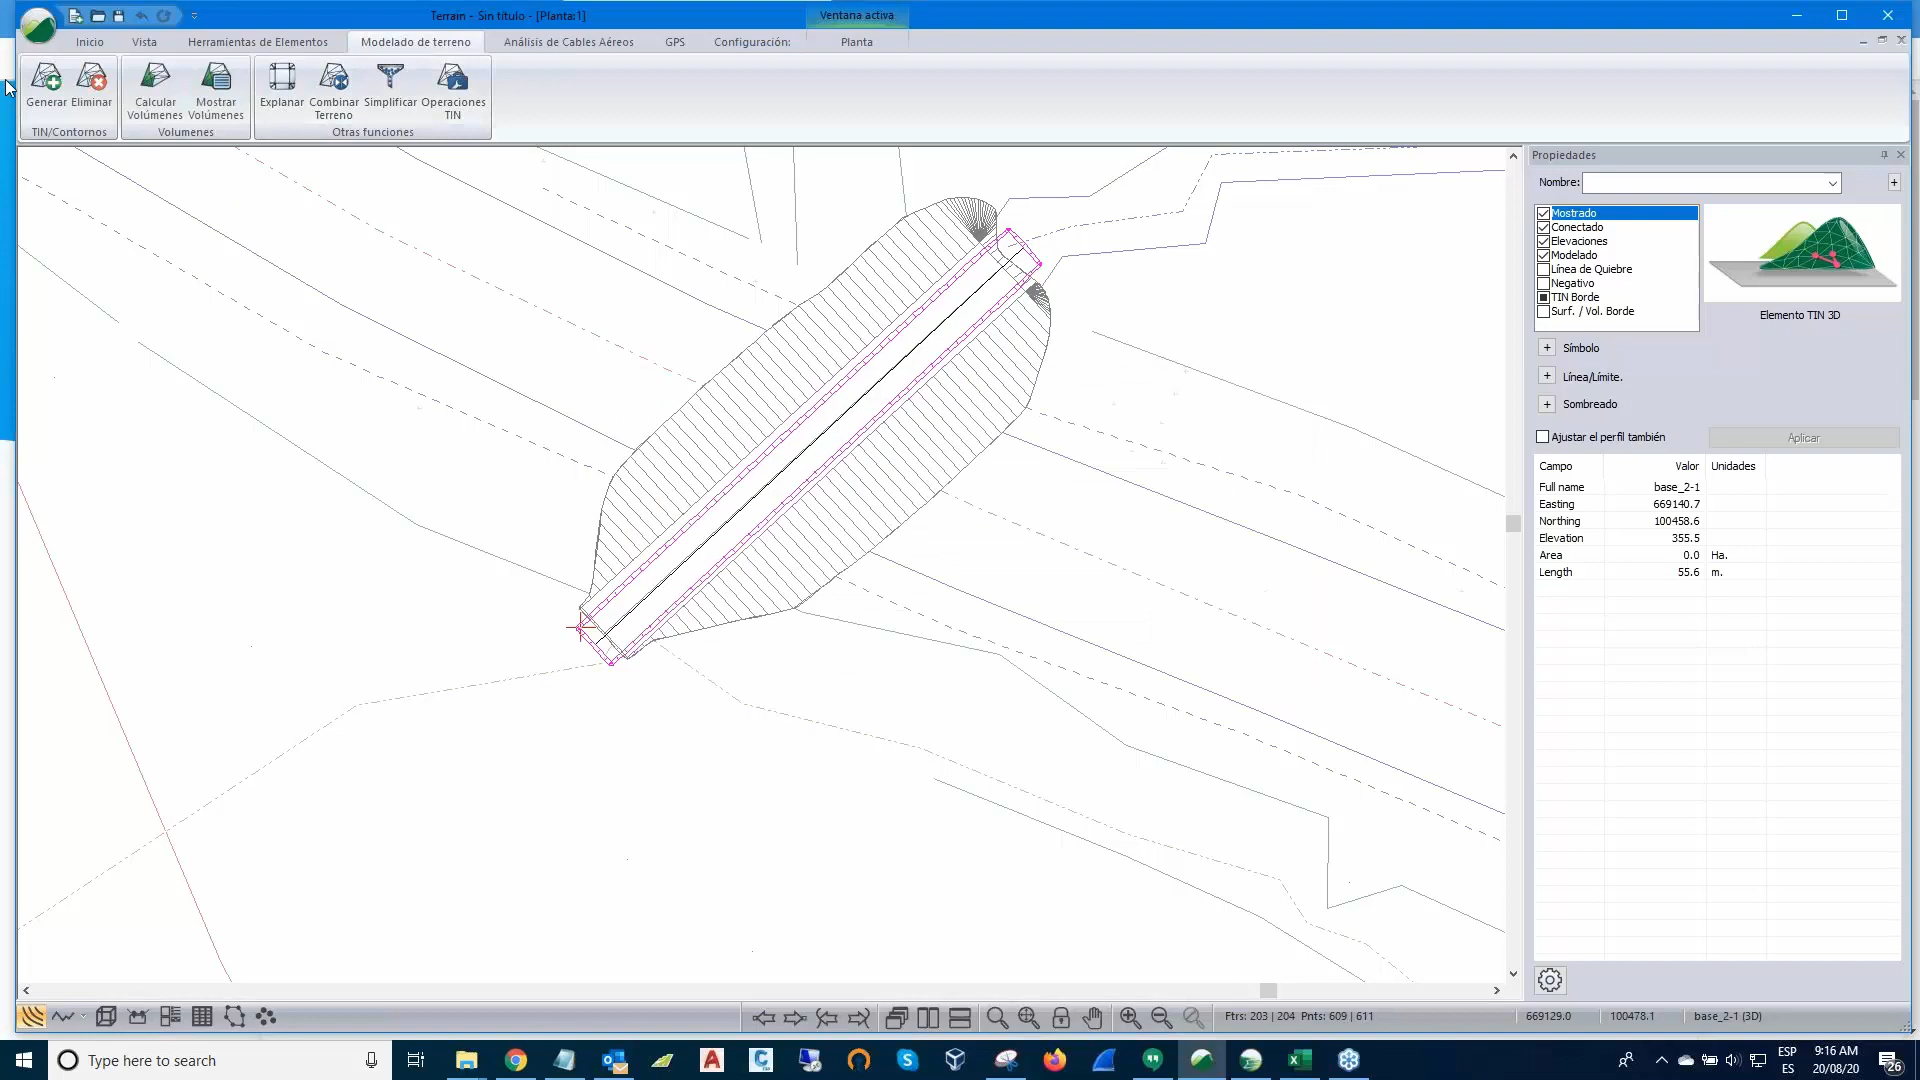 Terrain - Sin título - [Planta:1]
Ventana activa
Inicio
Vista
Herramientas de Elementos
Modelado de terreno
Análisis de Cables Aéreos
GPS
Configuración:
Planta
Generar
Eliminar
TIN/Contornos
Calcular Volúmenes
Mostrar Volúmenes
Volumenes
Explanar
Combinar Terreno
Simplificar
Operaciones TIN
Otras funciones
Propiedades
Nombre:
Mostrado
Conectado
Elevaciones
Modelado
Línea de Quiebre
Negativo
TIN Borde
Surf. / Vol. Borde
Elemento TIN 3D
+ Símbolo
+ Línea/Límite.
+ Sombreado
Ajustar el perfil también
Aplicar
Campo Valor Unidades
Full name base_2-1
Easting 669140.7
Northing 100458.6
Elevation 355.5
Area 0.0 Ha.
Length 55.6 m.
Ftrs: 203 | 204 Pnts: 609 | 611
669129.0
100478.1
base_2-1 (3D)
Type here to search
ESP
ES
9:16 AM
20/08/20
26